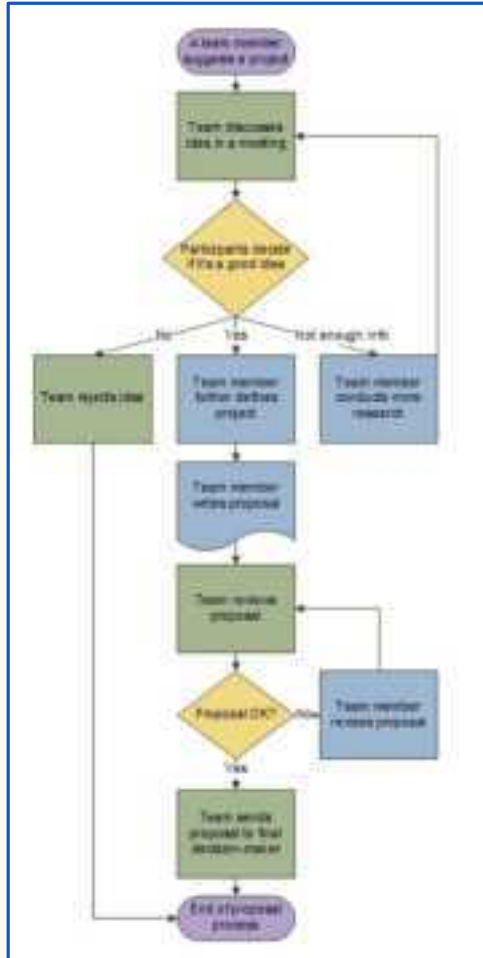 A team member
suggests a project
Team discusses
idea in a meeting
Participants decide
if it's a good idea
No
Yes
Not enough info
Team rejects idea
Team member
further defines
project
Team member
conducts more
research
Team member
writes proposal
Team reviews
proposal
Proposal OK?
No
Team member
revises proposal
Yes
Team sends
proposal to final
decision-maker
End of proposal
process